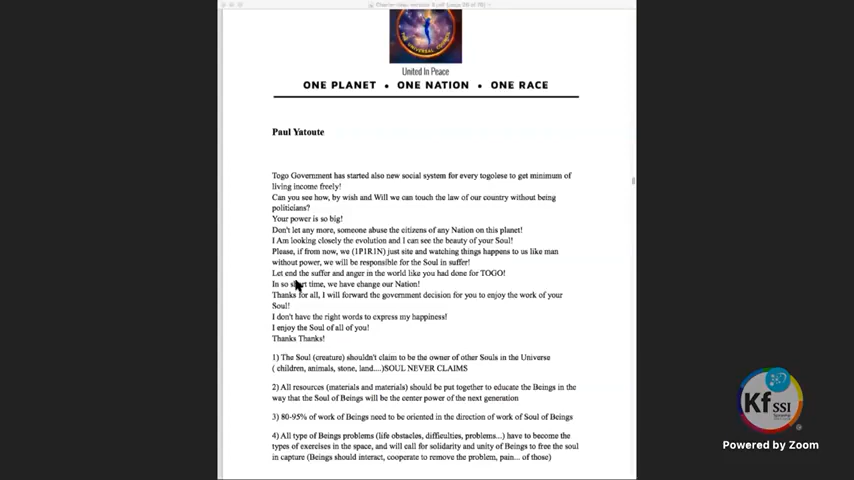 THE UNIVERSAL COUNCIL
United In Peace
ONE PLANET • ONE NATION • ONE RACE
Paul Yatoute
Togo Government has started also new social system for every togolese to get minimum of
living income freely!
Can you see how, by wish and Will we can touch the law of our country without being
politicians?
Your power is so big!
Don't let any more, someone abuse the citizens of any Nation on this planet!
I Am looking closely the evolution and I can see the beauty of your Soul!
Please, if from now, we (1P1R1N) just site and watching things happens to us like man
without power, we will be responsible for the Soul in suffer!
Let end the suffer and anger in the world like you had done for TOGO!
In so short time, we have change our Nation!
Thanks for all, I will forward the government decision for you to enjoy the work of your
Soul!
I don't have the right words to express my happiness!
I enjoy the Soul of all of you!
Thanks Thanks!
1) The Soul (creature) shouldn't claim to be the owner of other Souls in the Universe
( children, animals, stone, land....)SOUL NEVER CLAIMS
2) All resources (materials and materials) should be put together to educate the Beings in the
way that the Soul of Beings will be the center power of the next generation
3) 80-95% of work of Beings need to be oriented in the direction of work of Soul of Beings
4) All type of Beings problems (life obstacles, difficulties, problems...) have to become the
types of exercises in the space, and will call for solidarity and unity of Beings to free the soul
in capture (Beings should interact, cooperate to remove the problem, pain... of those)
Kf SSI
Powered by Zoom